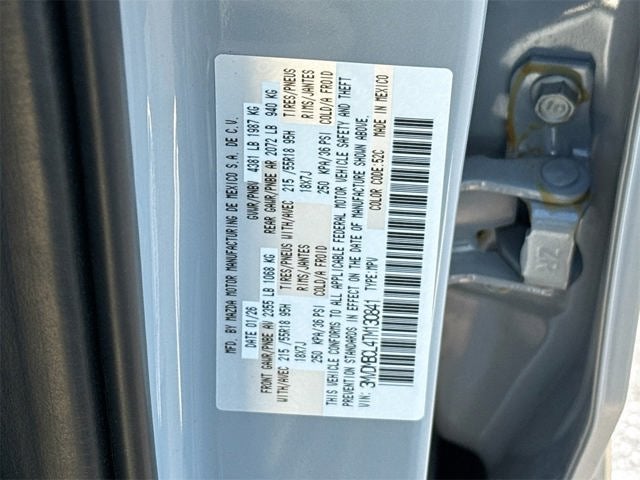 MFD. BY MAZDA MOTOR MANUFACTURING DE MEXICO S.A. DE C.V.
DATE 01/26 GVWR/PNBV 4381 LB 1987 KG
FRONT GAWR/PNBE AV 2355 LB 1068 KG REAR GAWR/PNBE AR 2072 LB 940 KG
WITH/AVEC 215/55R18 95H TIRES/PNEUS WITH/AVEC 215/55R18 95H TIRES/PNEUS
18X7J RIMS/JANTES 18X7J RIMS/JANTES
250 KPA/36 PSI COLD/A FROID 250 KPA/36 PSI COLD/A FROID
THIS VEHICLE CONFORMS TO ALL APPLICABLE FEDERAL MOTOR VEHICLE SAFETY AND THEFT
PREVENTION STANDARDS IN EFFECT ON THE DATE OF MANUFACTURE SHOWN ABOVE.
TYPE: MPV COLOR CODE: 52C MADE IN MEXICO
VIN: